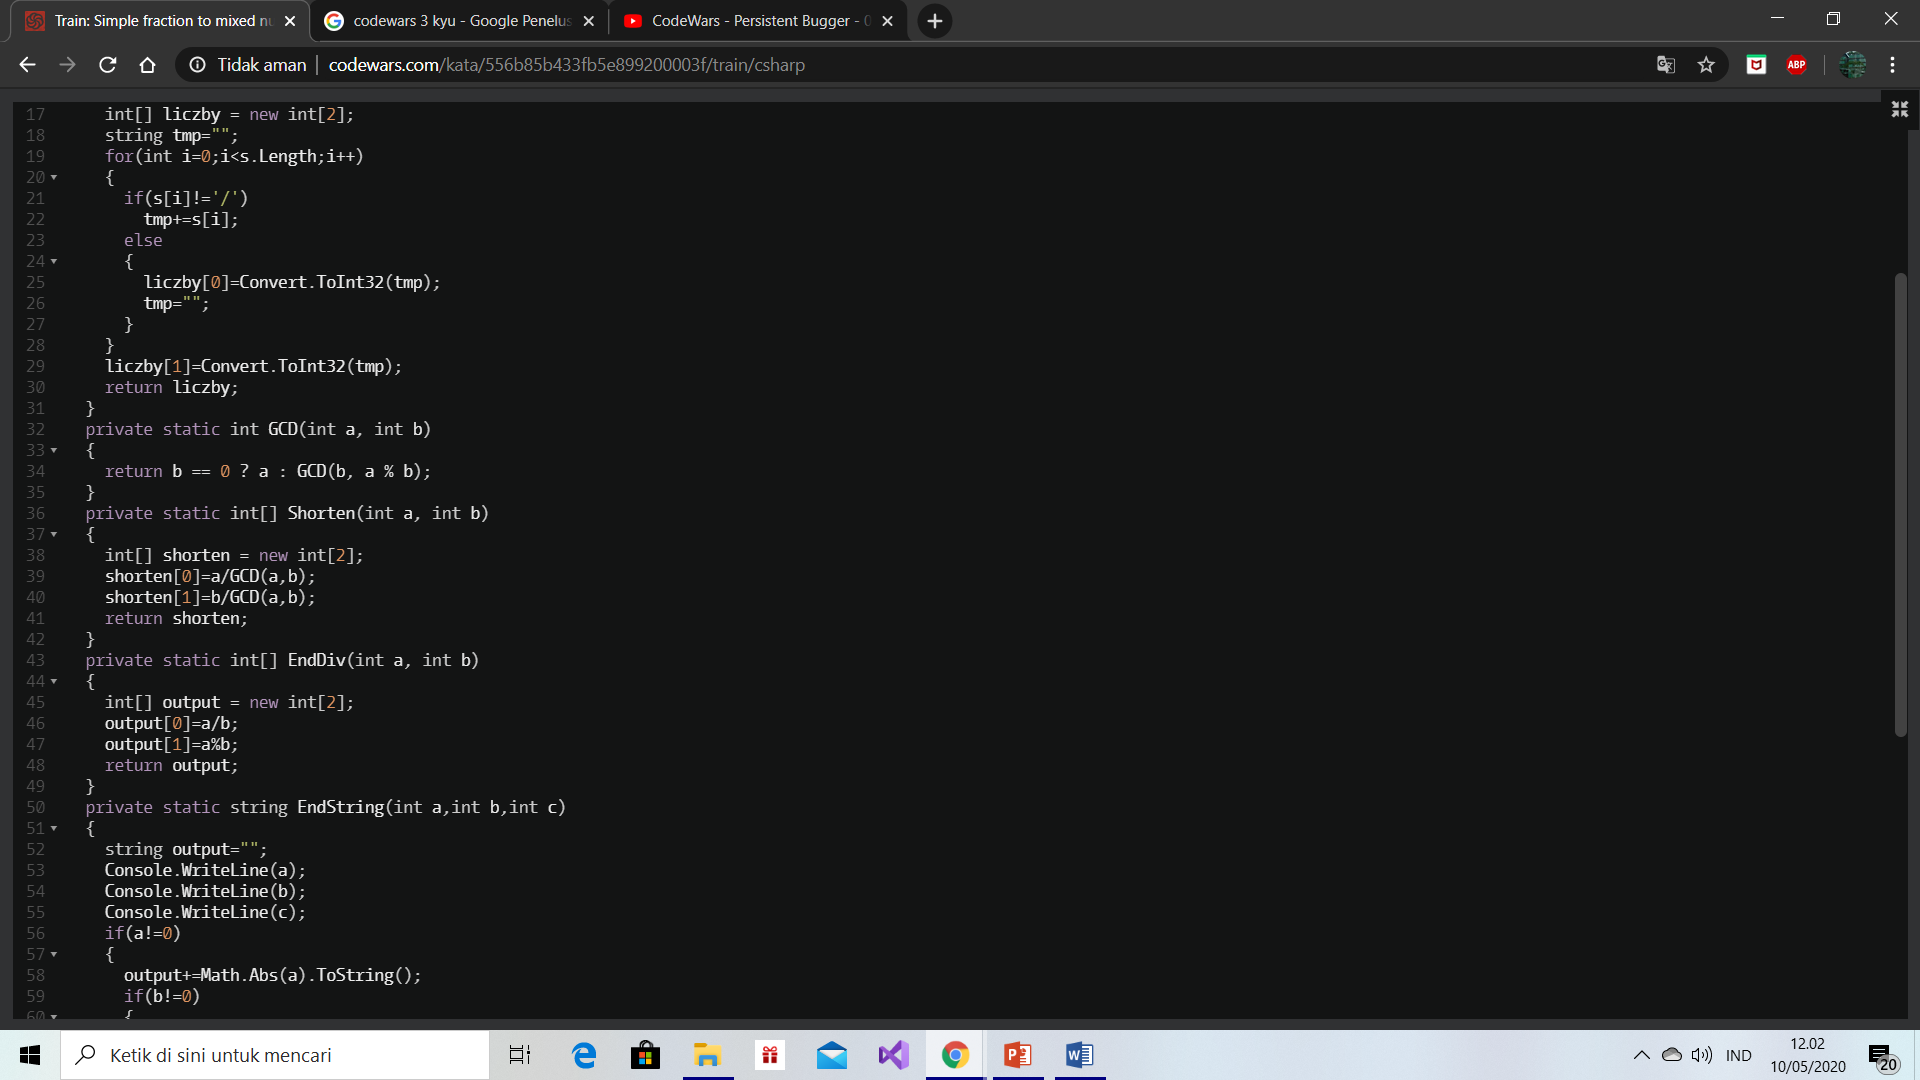 Train: Simple fraction to mixed nu
codewars 3 kyu - Google Penelus
CodeWars - Persistent Bugger - 0
Tidak aman | codewars.com/kata/556b85b433fb5e899200003f/train/csharp
ABP
17 int[] liczby = new int[2];
18 string tmp="";
19 for(int i=0;i<s.Length;i++)
20 {
21 if(s[i]!='/')
22 tmp+=s[i];
23 else
24 {
25 liczby[0]=Convert.ToInt32(tmp);
26 tmp="";
27 }
28 }
29 liczby[1]=Convert.ToInt32(tmp);
30 return liczby;
31 }
32 private static int GCD(int a, int b)
33 {
34 return b == 0 ? a : GCD(b, a % b);
35 }
36 private static int[] Shorten(int a, int b)
37 {
38 int[] shorten = new int[2];
39 shorten[0]=a/GCD(a,b);
40 shorten[1]=b/GCD(a,b);
41 return shorten;
42 }
43 private static int[] EndDiv(int a, int b)
44 {
45 int[] output = new int[2];
46 output[0]=a/b;
47 output[1]=a%b;
48 return output;
49 }
50 private static string EndString(int a,int b,int c)
51 {
52 string output="";
53 Console.WriteLine(a);
54 Console.WriteLine(b);
55 Console.WriteLine(c);
56 if(a!=0)
57 {
58 output+=Math.Abs(a).ToString();
59 if(b!=0)
60 {
Ketik di sini untuk mencari
IND
12.02
10/05/2020
20